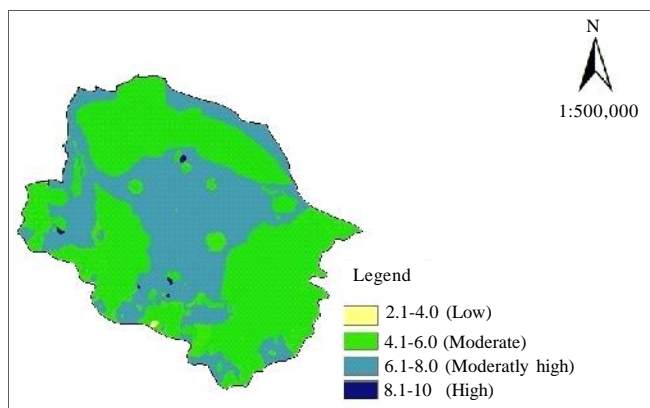 N
1:500,000
Legend
2.1-4.0 (Low)
4.1-6.0 (Moderate)
6.1-8.0 (Moderatly high)
8.1-10 (High)